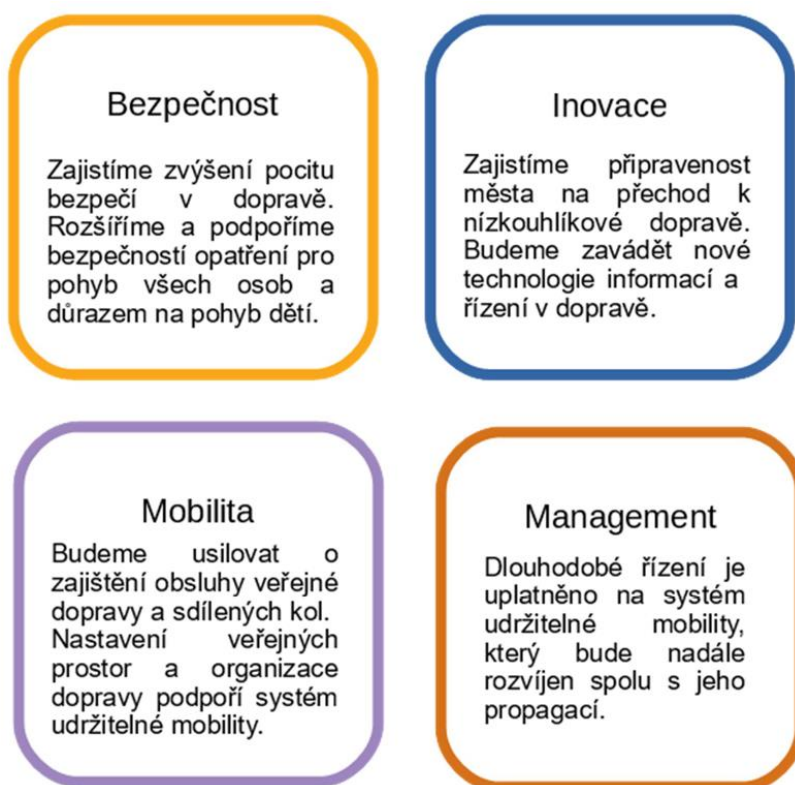 Bezpečnost
Zajistíme zvýšení pocitu
bezpečí v dopravě.
Rozšíříme a podpoříme
bezpečností opatření pro
pohyb všech osob a
důrazem na pohyb dětí.
Inovace
Zajistíme připravenost
města na přechod k
nízkouhlíkové dopravě.
Budeme zavádět nové
technologie informací a
řízení v dopravě.
Mobilita
Budeme usilovat o
zajištění obsluhy veřejné
dopravy a sdílených kol.
Nastavení veřejných
prostor a organizace
dopravy podpoří systém
udržitelné mobility.
Management
Dlouhodobé řízení je
uplatněno na systém
udržitelné mobility,
který bude nadále
rozvíjen spolu s jeho
propagací.